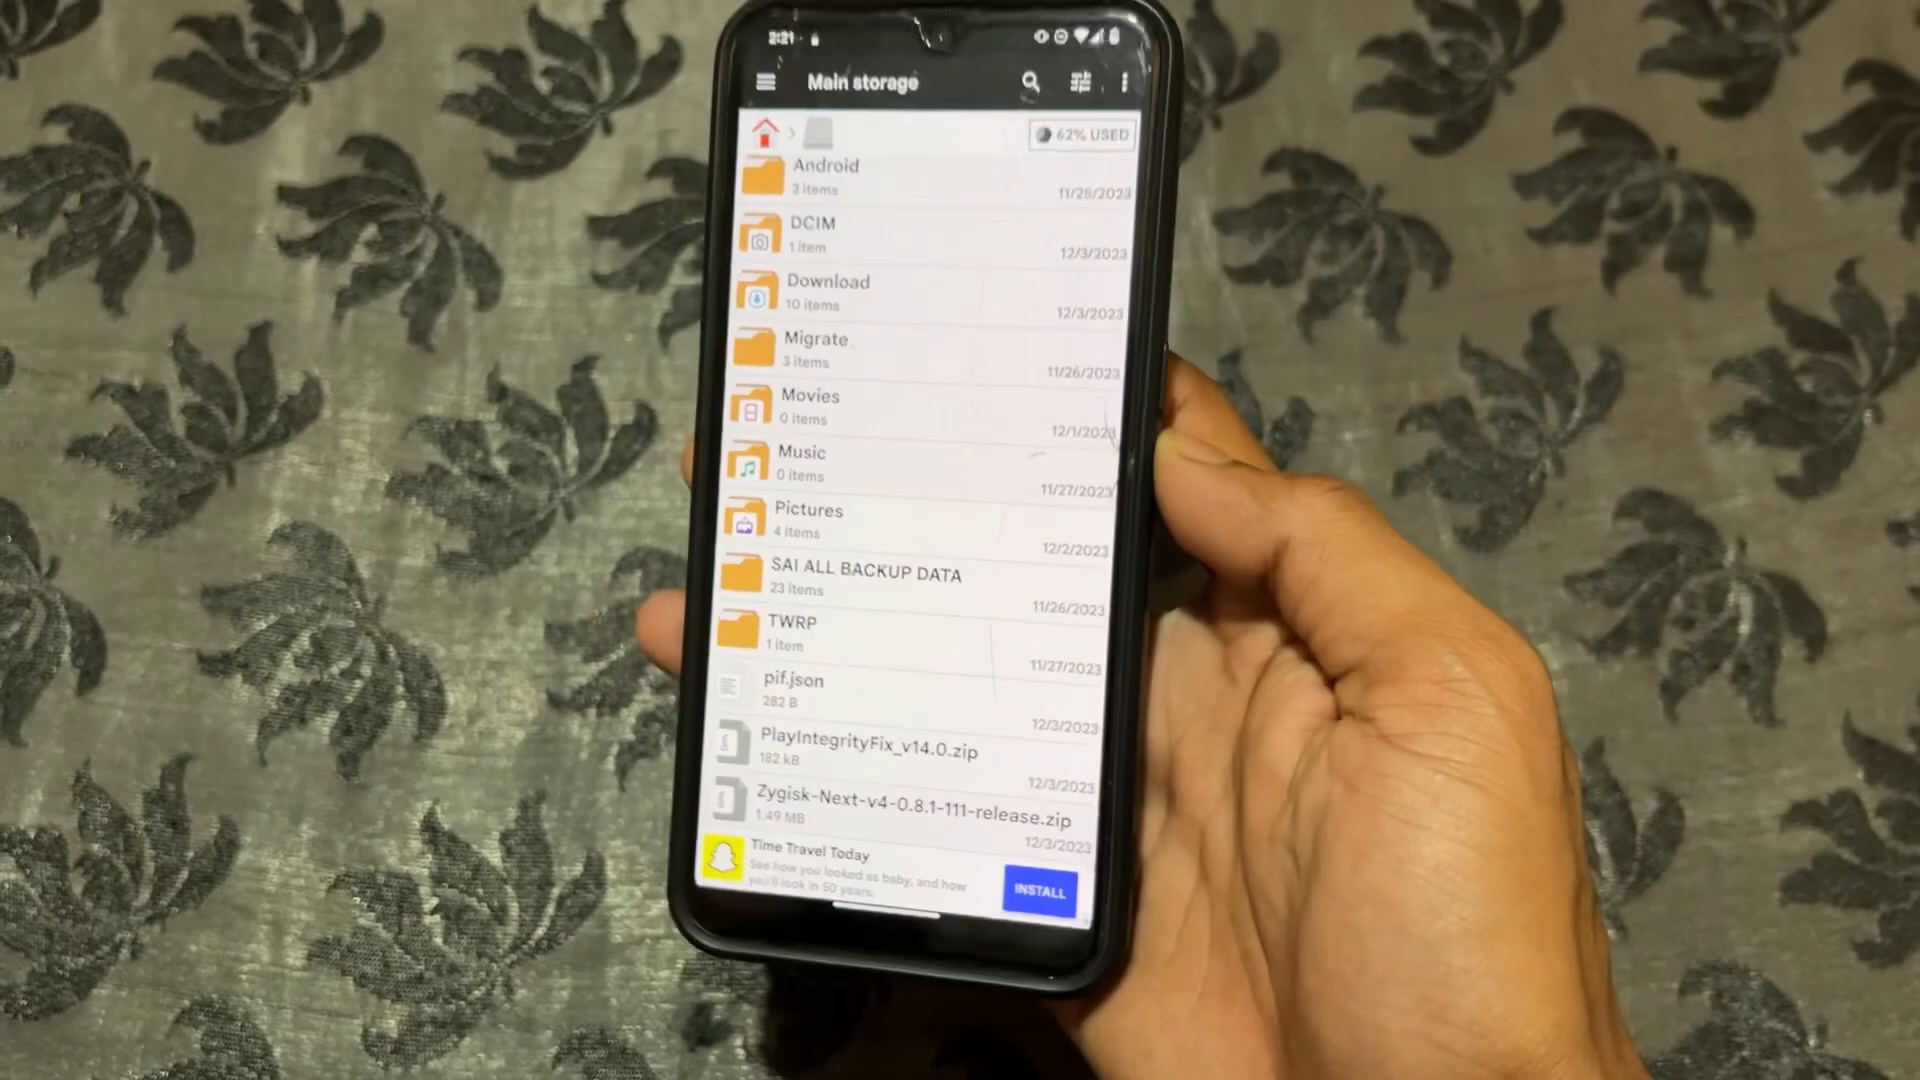 2:21
Main storage
62% USED
Android
3 items
11/28/2023
DCIM
1 item
12/3/2023
Download
10 items
12/3/2023
Migrate
3 items
11/26/2023
Movies
0 items
12/1/2023
Music
0 items
11/27/2023
Pictures
4 items
12/2/2023
SAI ALL BACKUP DATA
23 items
11/26/2023
TWRP
1 item
11/27/2023
pif.json
282 B
12/3/2023
PlayIntegrityFix_v14.0.zip
182 kB
12/3/2023
Zygisk-Next-v4-0.8.1-111-release.zip
1.49 MB
12/3/2023
Time Travel Today
See how you looked as baby, and how
you'll look in 50 years.
INSTALL